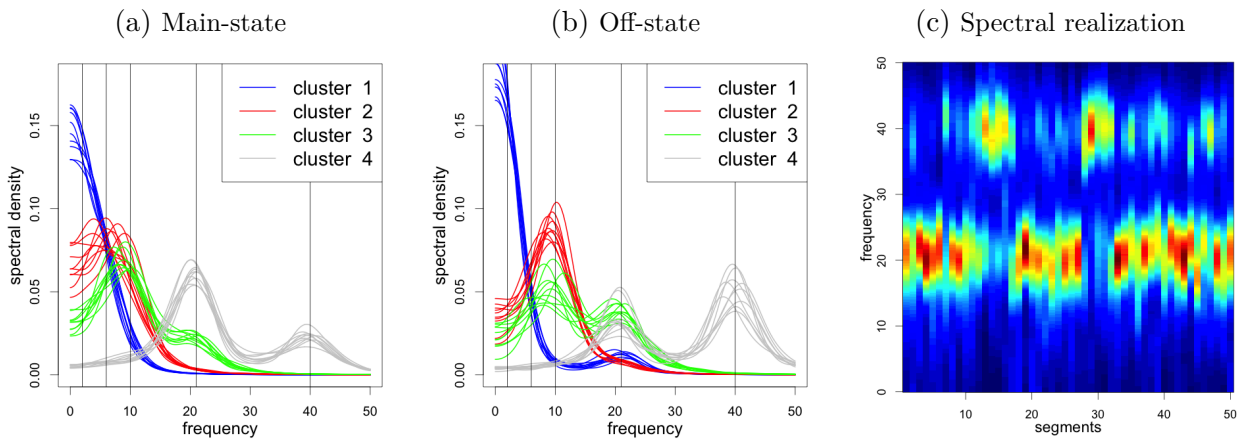 (a) Main-state
cluster 1
cluster 2
cluster 3
cluster 4
spectral density
0.00 0.05 0.10 0.15
0 10 20 30 40 50
frequency
(b) Off-state
cluster 1
cluster 2
cluster 3
cluster 4
spectral density
0.00 0.05 0.10 0.15
0 10 20 30 40 50
frequency
(c) Spectral realization
frequency
50
40
30
20
10
0
10 20 30 40 50
segments